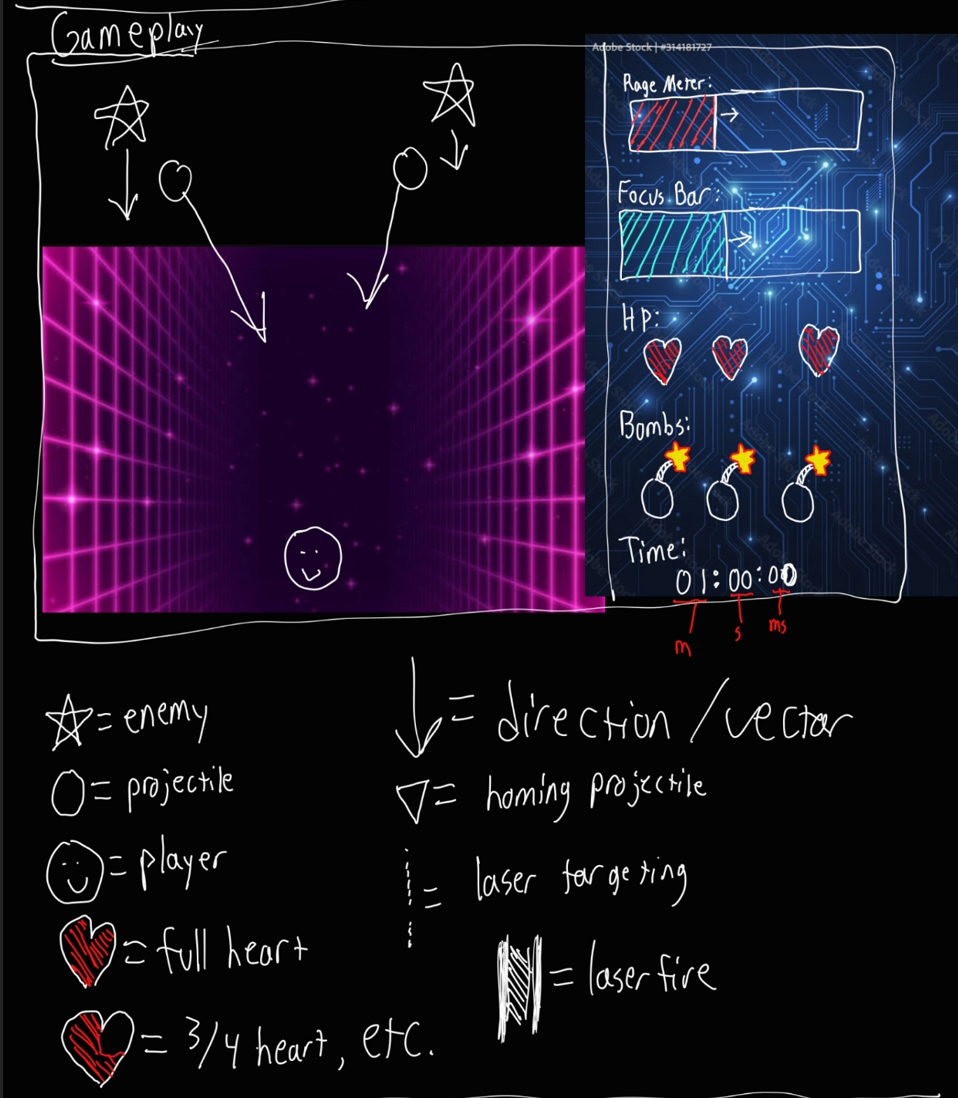 Gameplay
Adobe Stock | #314181727
Rage Meter:
Focus Bar:
HP:
Bombs:
Time:
01:00:00
m s ms
= enemy
= projectile
= player
= full heart
= 3/4 heart, etc.
= direction / vector
= homing projectile
= laser targeting
= laser fire